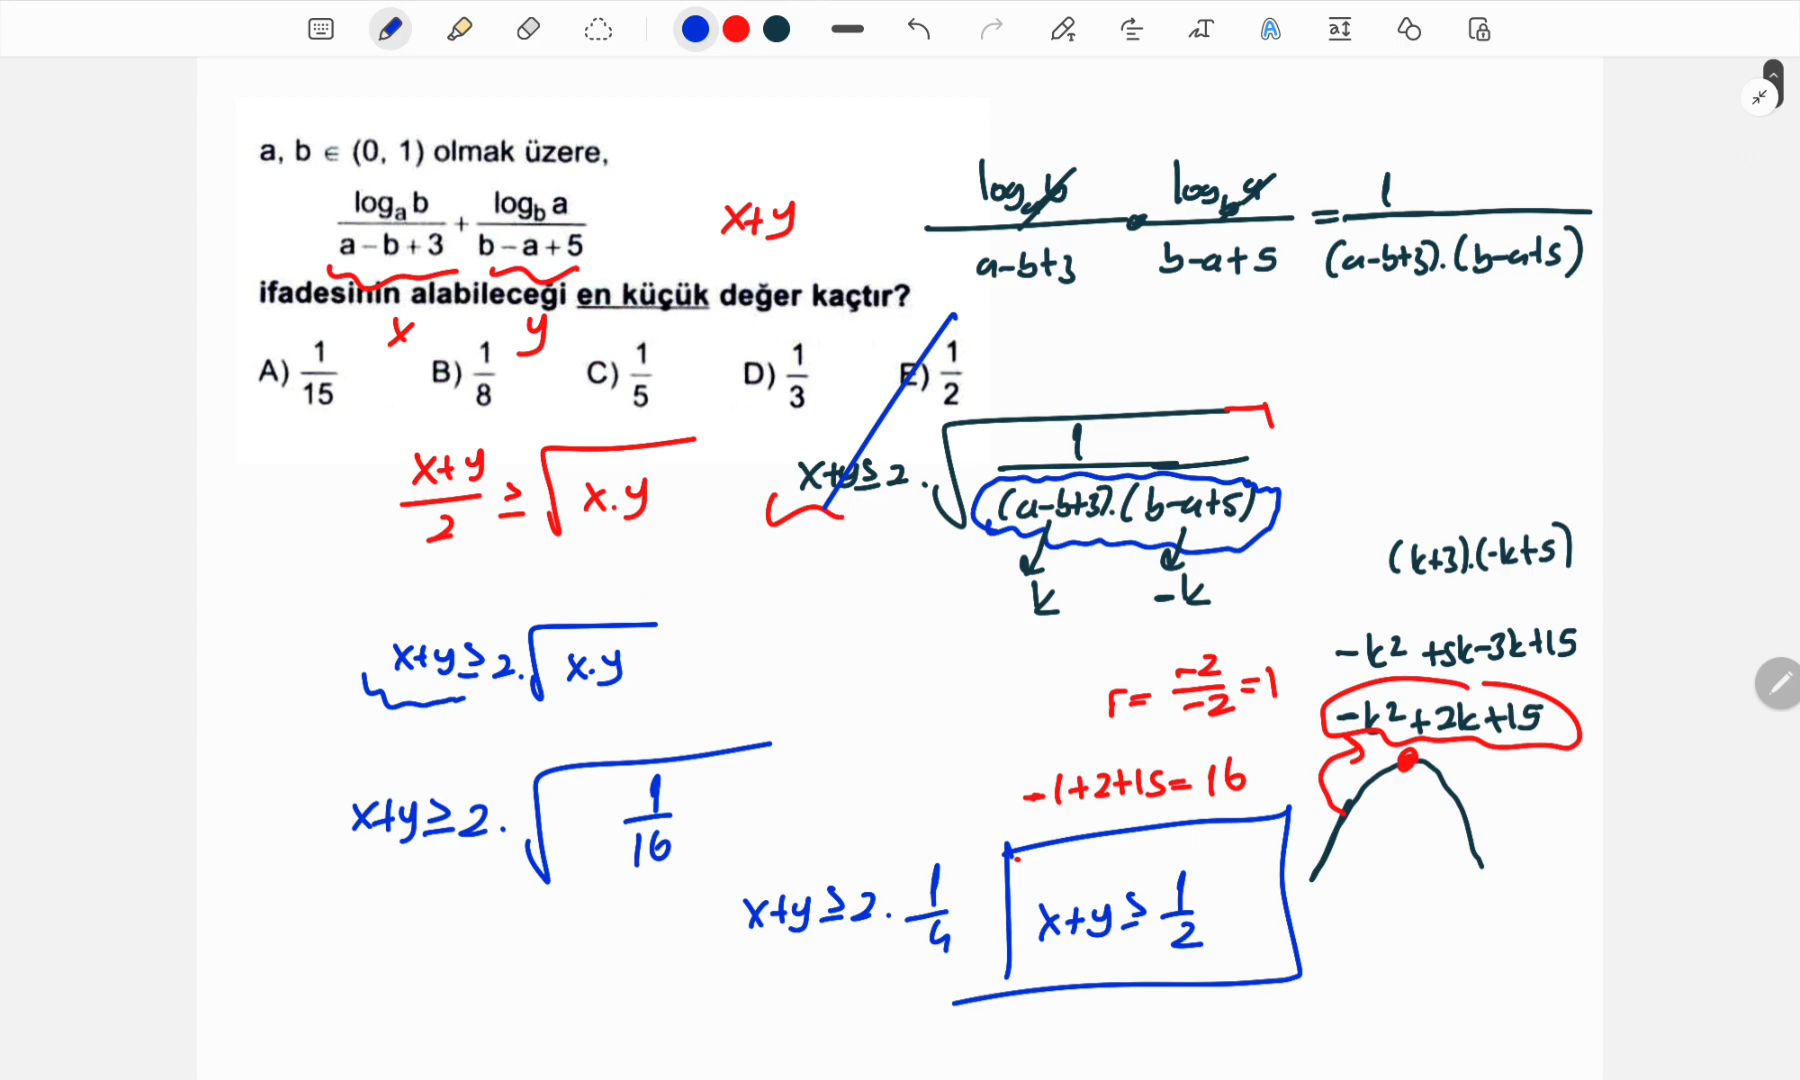 a, b ∈ (0, 1) olmak üzere,
log_a b / (a − b + 3) + log_b a / (b − a + 5)
ifadesinin alabileceği en küçük değer kaçtır?
A) 1/15 B) 1/8 C) 1/5 D) 1/3 E) 1/2
x y
x+y
log_a b / (a-b+3) · log_b a / (b-a+5) = 1 / ((a-b+3).(b-a+5))
(x+y)/2 ≥ √(x.y)
x+y ≥ 2.√(1 / ((a-b+3).(b-a+5)))
k -k
(k+3).(-k+5)
-k² +5k-3k+15
-k²+2k+15
r = -2/-2 = 1
-1+2+15=16
x+y ≥ 2.√(x.y)
x+y ≥ 2.√(1/16)
x+y ≥ 2. 1/4
x+y ≥ 1/2